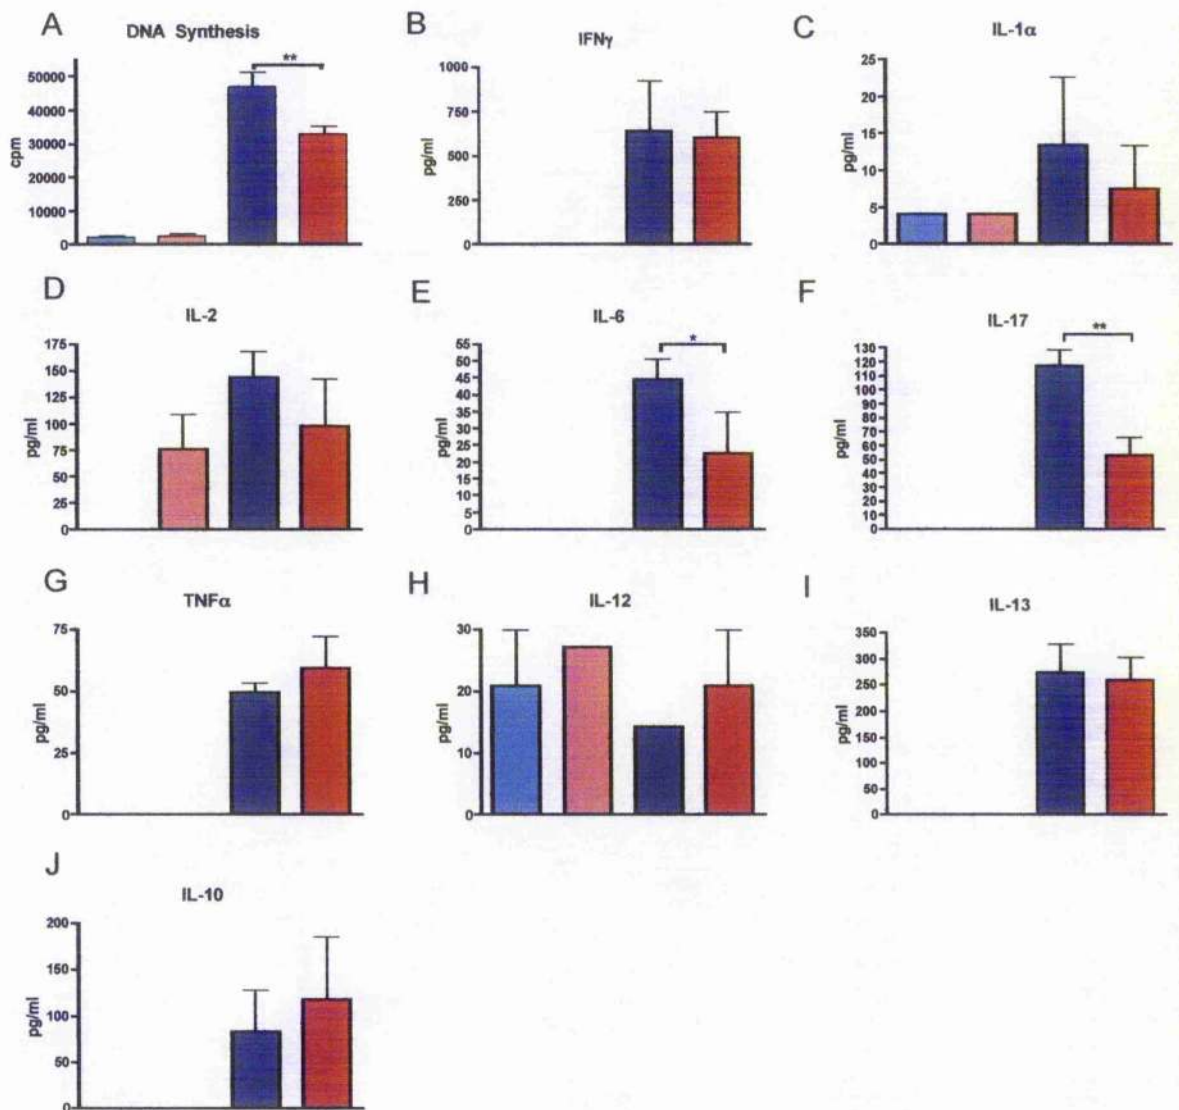 A
DNA Synthesis
**
50000
40000
30000
20000
10000
0
cpm
B
IFNγ
1000
750
500
250
0
pg/ml
C
IL-1α
25
20
15
10
5
0
pg/ml
D
IL-2
175
150
125
100
75
50
25
0
pg/ml
E
IL-6
*
55
50
45
40
35
30
25
20
15
10
5
0
pg/ml
F
IL-17
**
130
120
110
100
90
80
70
60
50
40
30
20
10
0
pg/ml
G
TNFα
75
50
25
0
pg/ml
H
IL-12
30
20
10
0
pg/ml
I
IL-13
350
300
250
200
150
100
50
0
pg/ml
J
IL-10
200
150
100
50
0
pg/ml